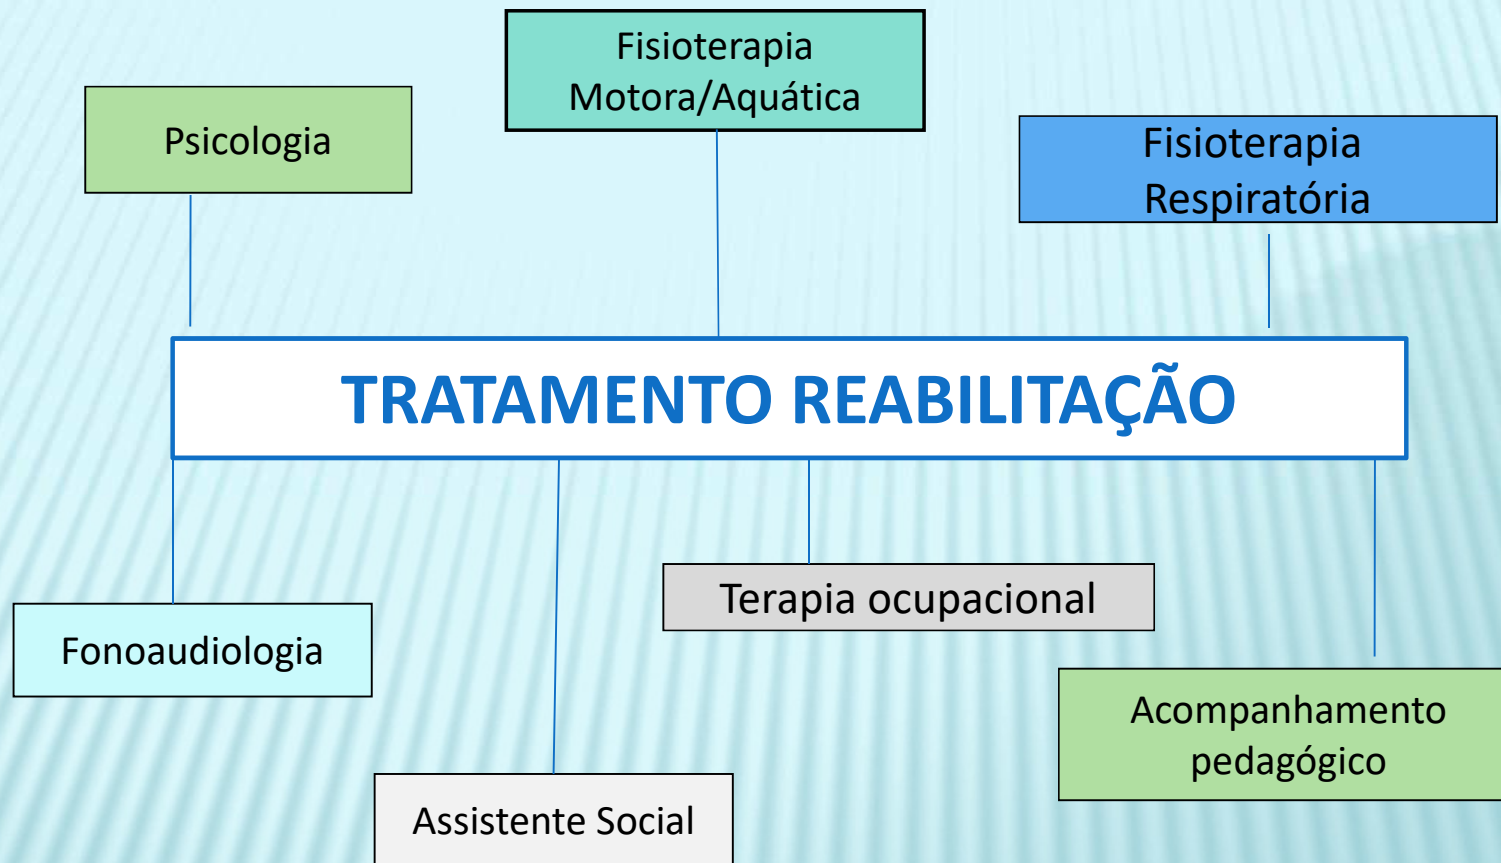 Fisioterapia
Motora/Aquática
Psicologia
Fisioterapia
Respiratória
TRATAMENTO REABILITAÇÃO
Terapia ocupacional
Fonoaudiologia
Acompanhamento
pedagógico
Assistente Social